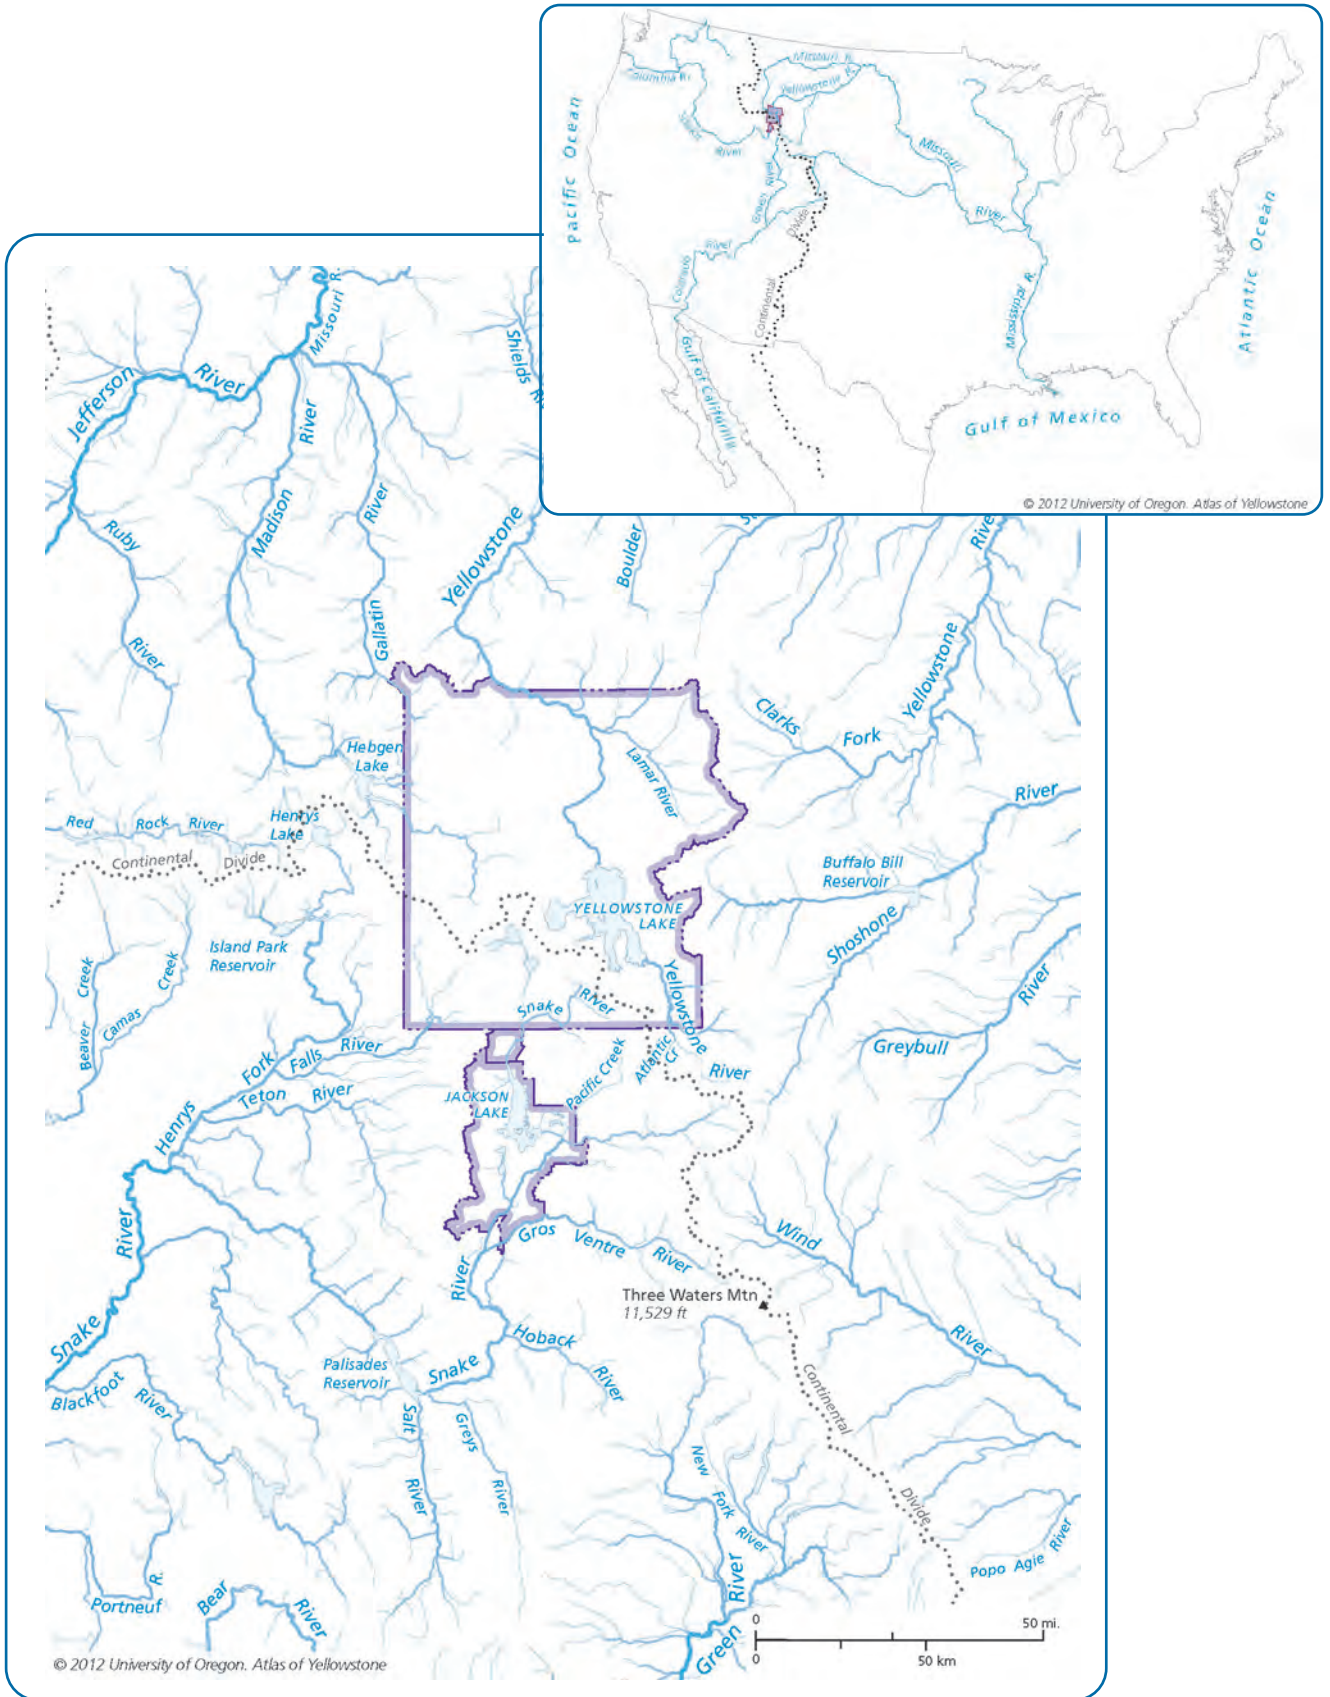 Pacific Ocean
Columbia R.
Missouri R.
Yellowstone R.
Snake
River
Green River
Missouri
River
Divide
River
Colorado
Continental
Mississippi R.
Gulf of California
Gulf of Mexico
Atlantic Ocean
© 2012 University of Oregon. Atlas of Yellowstone
Missouri R.
Shields
Jefferson
River
River
Madison
River
Gallatin
Yellowstone
Boulder
River
Yellowstone
Ruby
River
Clarks
Fork
Hebgen
Lake
Lamar River
River
Red Rock River
Henrys
Lake
Continental Divide
Buffalo Bill
Reservoir
YELLOWSTONE
LAKE
Shoshone
Island Park
Reservoir
Beaver Creek
Camas Creek
River
Greybull
Snake River
Yellowstone
River
Atlantic
Cr
Pacific Creek
Fork
Falls River
Teton River
Henrys
JACKSON
LAKE
River
Snake
Gros Ventre River
Wind
River
River
Three Waters Mtn
11,529 ft
Hoback
River
Palisades
Reservoir
Snake
Blackfoot
River
Salt
River
Greys
River
Continental
Divide
New
Fork
River
Popo Agie River
Portneuf
R.
Bear
River
River
Green
0
50 mi.
0
50 km
© 2012 University of Oregon. Atlas of Yellowstone